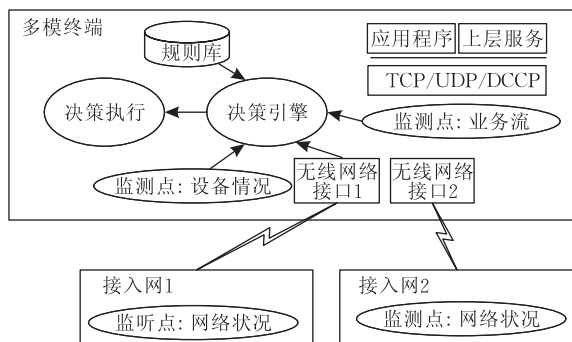 多模终端
规则库
应用程序 上层服务
TCP/UDP/DCCP
决策执行
决策引擎
监测点: 业务流
监测点: 设备情况
无线网络
接口1
无线网络
接口2
接入网1
监听点: 网络状况
接入网2
监测点: 网络状况